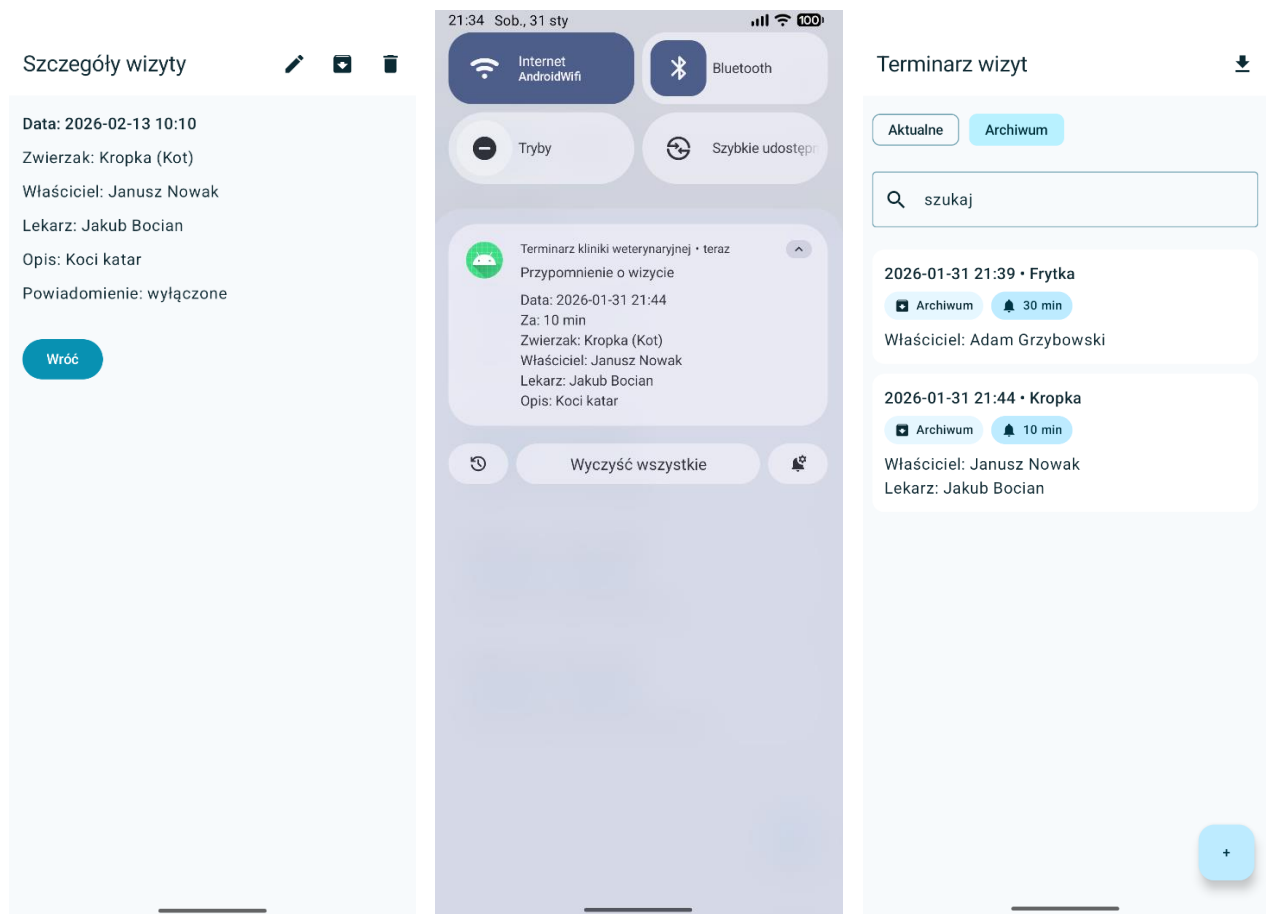 Szczegóły wizyty
Data: 2026-02-13 10:10
Zwierzak: Kropka (Kot)
Właściciel: Janusz Nowak
Lekarz: Jakub Bocian
Opis: Koci katar
Powiadomienie: wyłączone
Wróć
21:34 Sob., 31 sty
100
Internet
AndroidWifi
Bluetooth
Tryby
Szybkie udostępn
Terminarz kliniki weterynaryjnej • teraz
Przypomnienie o wizycie
Data: 2026-01-31 21:44
Za: 10 min
Zwierzak: Kropka (Kot)
Właściciel: Janusz Nowak
Lekarz: Jakub Bocian
Opis: Koci katar
Wyczyść wszystkie
Terminarz wizyt
Aktualne
Archiwum
szukaj
2026-01-31 21:39 • Frytka
Archiwum
30 min
Właściciel: Adam Grzybowski
2026-01-31 21:44 • Kropka
Archiwum
10 min
Właściciel: Janusz Nowak
Lekarz: Jakub Bocian
+